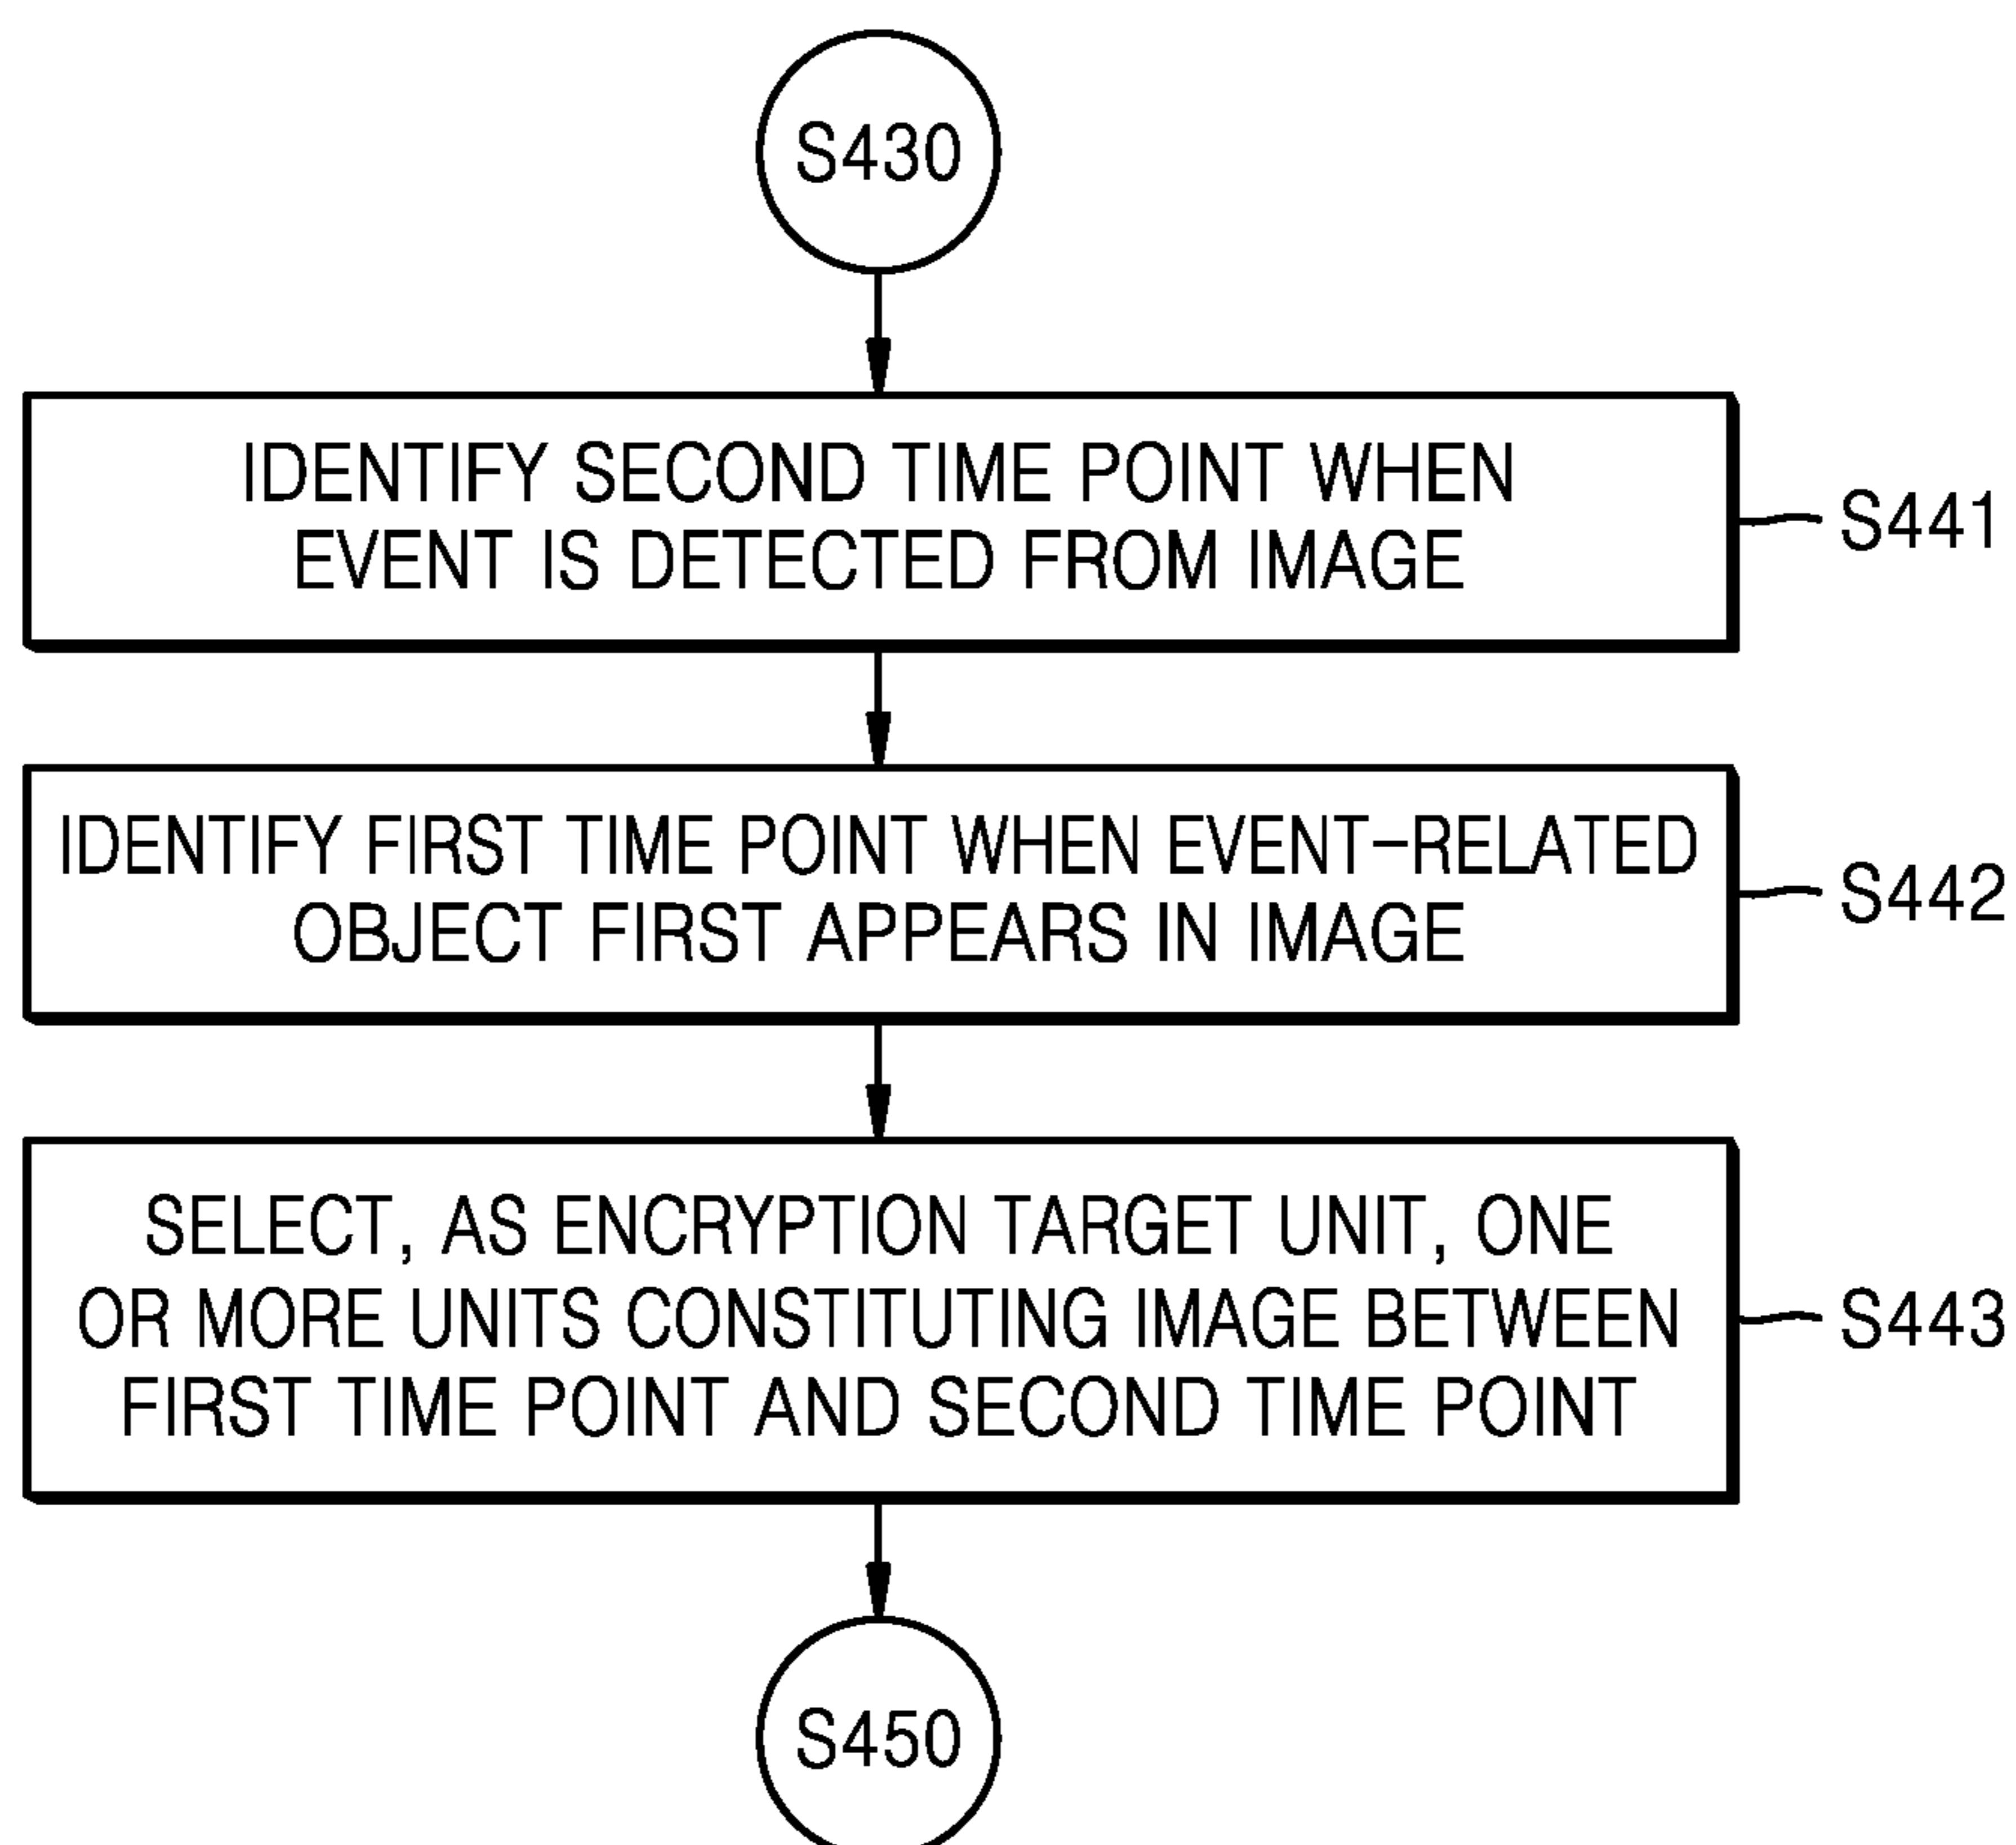 S430
IDENTIFY SECOND TIME POINT WHEN
EVENT IS DETECTED FROM IMAGE
S441
IDENTIFY FIRST TIME POINT WHEN EVENT-RELATED
OBJECT FIRST APPEARS IN IMAGE
S442
SELECT, AS ENCRYPTION TARGET UNIT, ONE
OR MORE UNITS CONSTITUTING IMAGE BETWEEN
FIRST TIME POINT AND SECOND TIME POINT
S443
S450